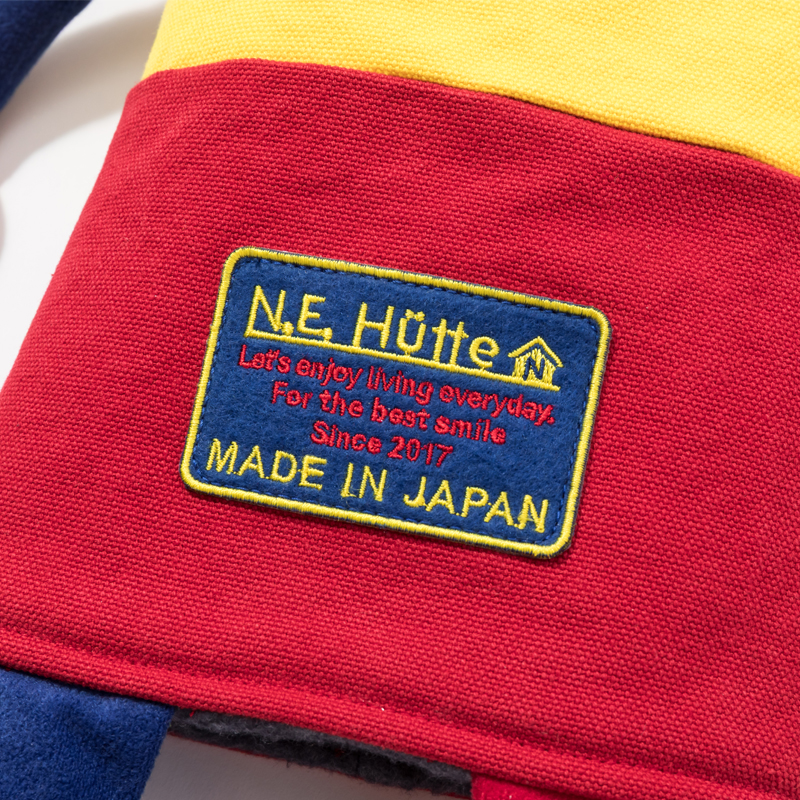 N.E. Hütte N
Let's enjoy living everyday.
For the best smile
Since 2017
MADE IN JAPAN